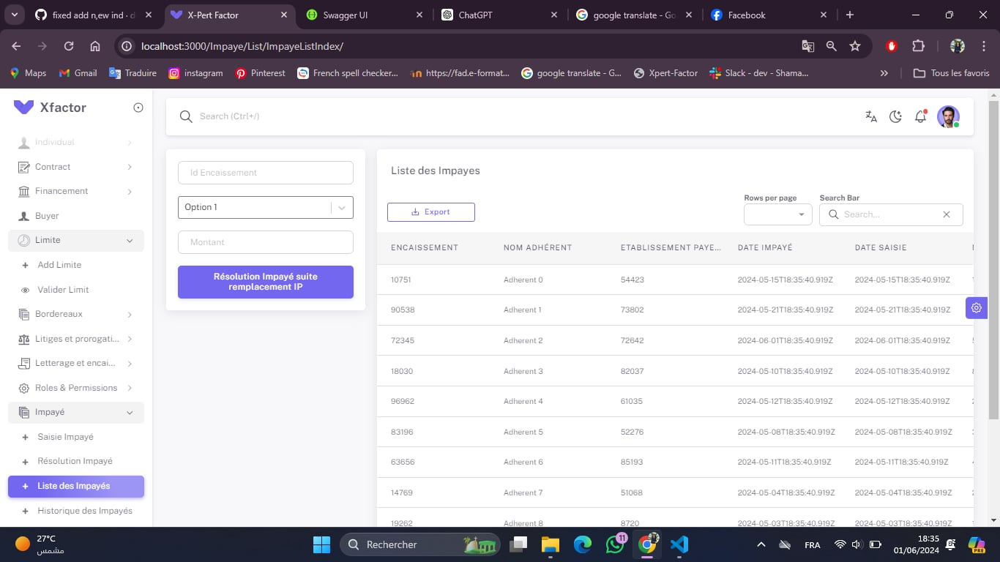 fixed add n,ew ind · d
X-Pert Factor
Swagger UI
ChatGPT
google translate - Go
Facebook
localhost:3000/Impaye/List/ImpayeListIndex/
Maps
Gmail
Traduire
instagram
Pinterest
French spell checker...
https://fad.e-format...
google translate - G...
Xpert-Factor
Slack - dev - Shama...
Tous les favoris
Xfactor
Individual
Contract
Financement
Buyer
Limite
Add Limite
Valider Limit
Bordereaux
Litiges et prorogati...
Letterage et encai...
Roles & Permissions
Impayé
Saisie Impayé
Résolution Impayé
Liste des Impayés
Historique des Impayés
Search (Ctrl+/)
Id Encaissement
Option 1
Montant
Résolution Impayé suite
remplacement IP
Liste des Impayes
Export
Rows per page
Search Bar
Search...
ENCAISSEMENT NOM ADHÉRENT ETABLISSEMENT PAYE... DATE IMPAYÉ DATE SAISIE
10751 Adherent 0 54423 2024-05-15T18:35:40.919Z 2024-05-15T18:35:40.919Z
90538 Adherent 1 73802 2024-05-21T18:35:40.919Z 2024-05-21T18:35:40.919Z
72345 Adherent 2 72642 2024-06-01T18:35:40.919Z 2024-06-01T18:35:40.919Z
18030 Adherent 3 82037 2024-05-10T18:35:40.919Z 2024-05-10T18:35:40.919Z
96962 Adherent 4 61035 2024-05-12T18:35:40.919Z 2024-05-12T18:35:40.919Z
83196 Adherent 5 52276 2024-05-08T18:35:40.919Z 2024-05-08T18:35:40.919Z
63656 Adherent 6 85193 2024-05-11T18:35:40.919Z 2024-05-11T18:35:40.919Z
14769 Adherent 7 51068 2024-05-04T18:35:40.919Z 2024-05-04T18:35:40.919Z
19262 Adherent 8 8720 2024-05-03T18:35:40.919Z 2024-05-03T18:35:40.919Z
27°C
مشمس
Rechercher
11
FRA
18:35
01/06/2024
PRE